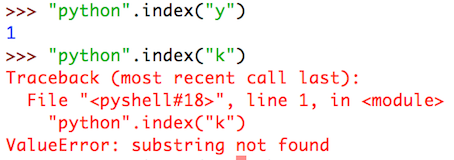 >>> "python".index("y")
1
>>> "python".index("k")
Traceback (most recent call last):
  File "<pyshell#18>", line 1, in <module>
    "python".index("k")
ValueError: substring not found